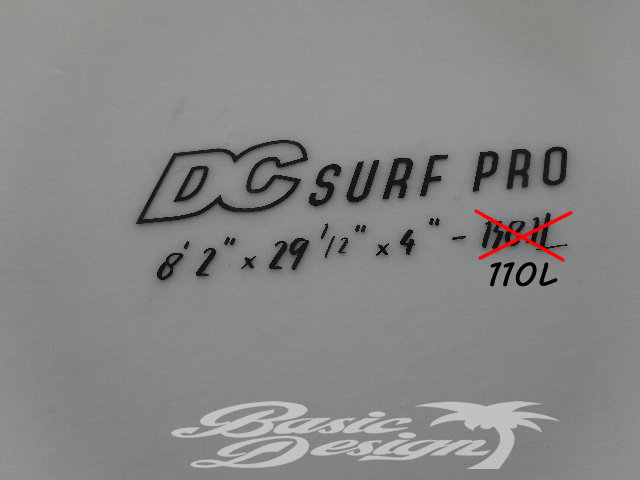 DC SURF PRO
8' 2" x 29 1/2" x 4" -
110L
Basic
Design